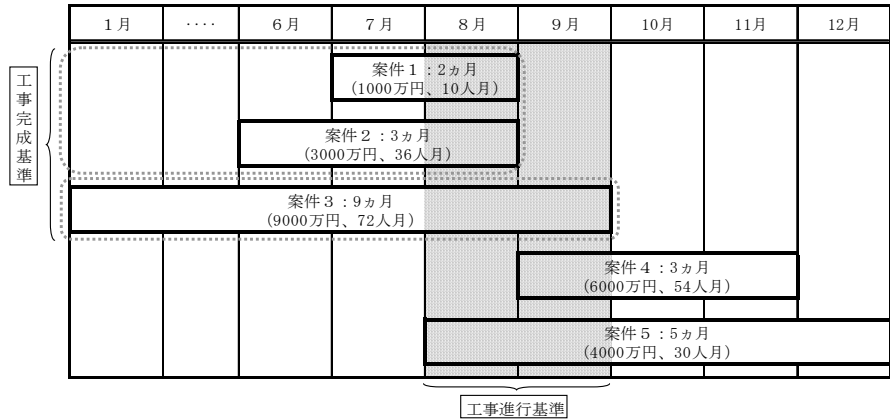 1月 ････ 6月 7月 8月 9月 10月 11月 12月
工事完成基準
案件1：2ヵ月
(1000万円、10人月)
案件2：3ヵ月
(3000万円、36人月)
案件3：9ヵ月
(9000万円、72人月)
案件4：3ヵ月
(6000万円、54人月)
案件5：5ヵ月
(4000万円、30人月)
工事進行基準